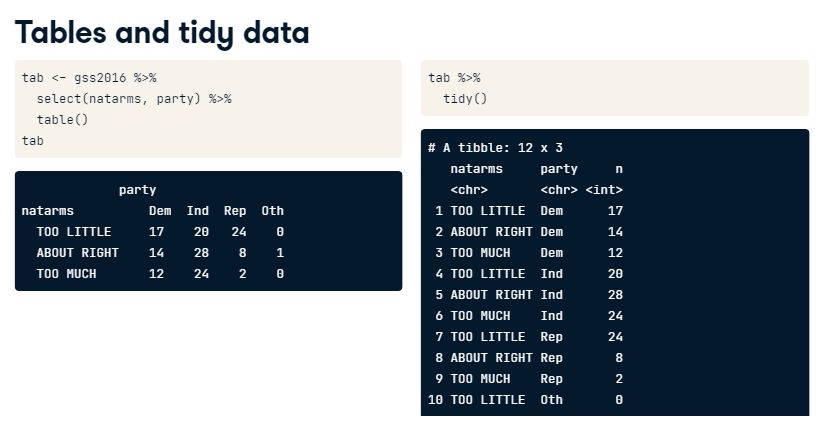 Tables and tidy data
tab <- gss2016 %>%
  select(natarms, party) %>%
  table()
tab
             party
natarms          Dem  Ind  Rep  Oth
  TOO LITTLE     17    20   24    0
  ABOUT RIGHT    14    28    8    1
  TOO MUCH       12    24    2    0
tab %>%
  tidy()
# A tibble: 12 x 3
   natarms     party     n
   <chr>       <chr> <int>
 1 TOO LITTLE  Dem      17
 2 ABOUT RIGHT Dem      14
 3 TOO MUCH    Dem      12
 4 TOO LITTLE  Ind      20
 5 ABOUT RIGHT Ind      28
 6 TOO MUCH    Ind      24
 7 TOO LITTLE  Rep      24
 8 ABOUT RIGHT Rep       8
 9 TOO MUCH    Rep       2
10 TOO LITTLE  Oth       0